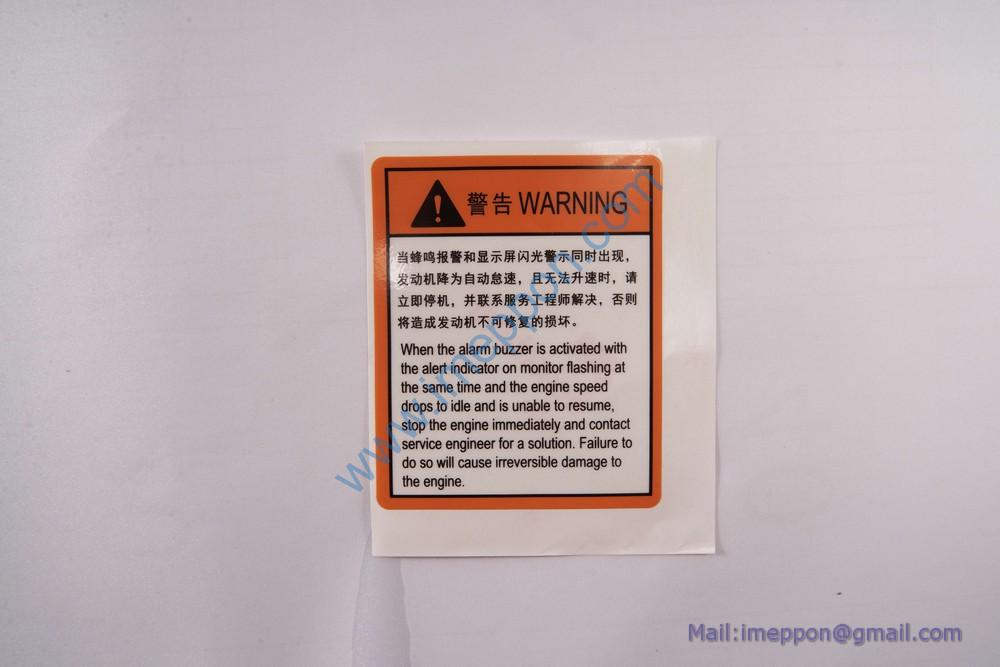 警告 WARNING
当蜂鸣报警和显示屏闪光警示同时出现，
发动机降为自动怠速，且无法升速时，请
立即停机，并联系服务工程师解决，否则
将造成发动机不可修复的损坏。
When the alarm buzzer is activated with
the alert indicator on monitor flashing at
the same time and the engine speed
drops to idle and is unable to resume,
stop the engine immediately and contact
service engineer for a solution. Failure to
do so will cause irreversible damage to
the engine.
www.imeppon.com
Mail:imeppon@gmail.com